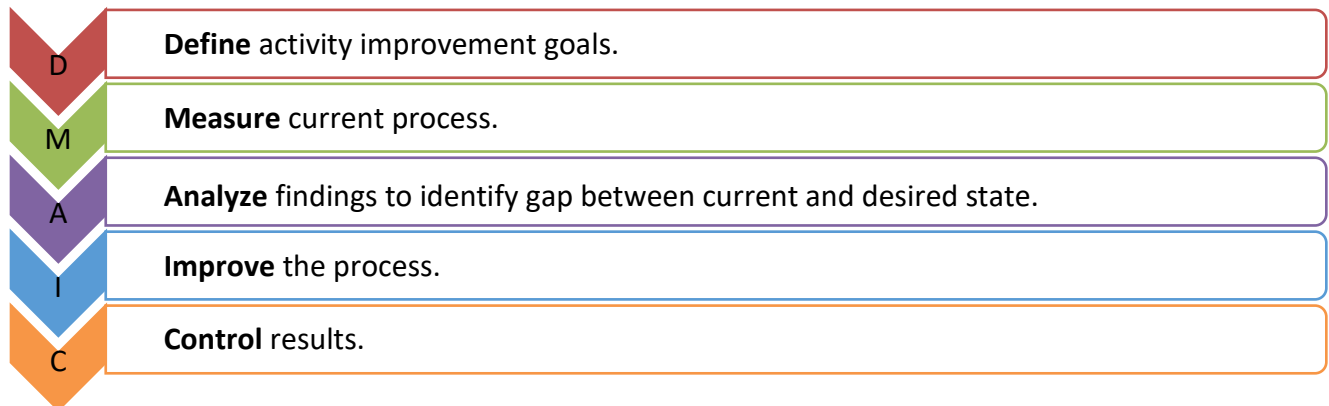 D
Define activity improvement goals.
M
Measure current process.
A
Analyze findings to identify gap between current and desired state.
I
Improve the process.
C
Control results.